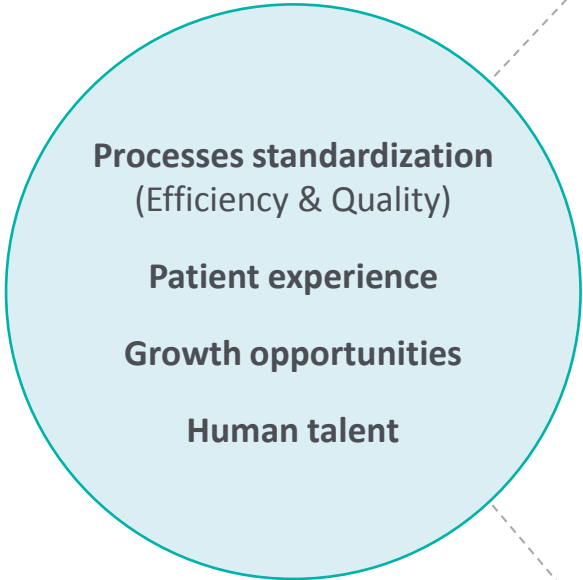 Processes standardization
(Efficiency & Quality)
Patient experience
Growth opportunities
Human talent